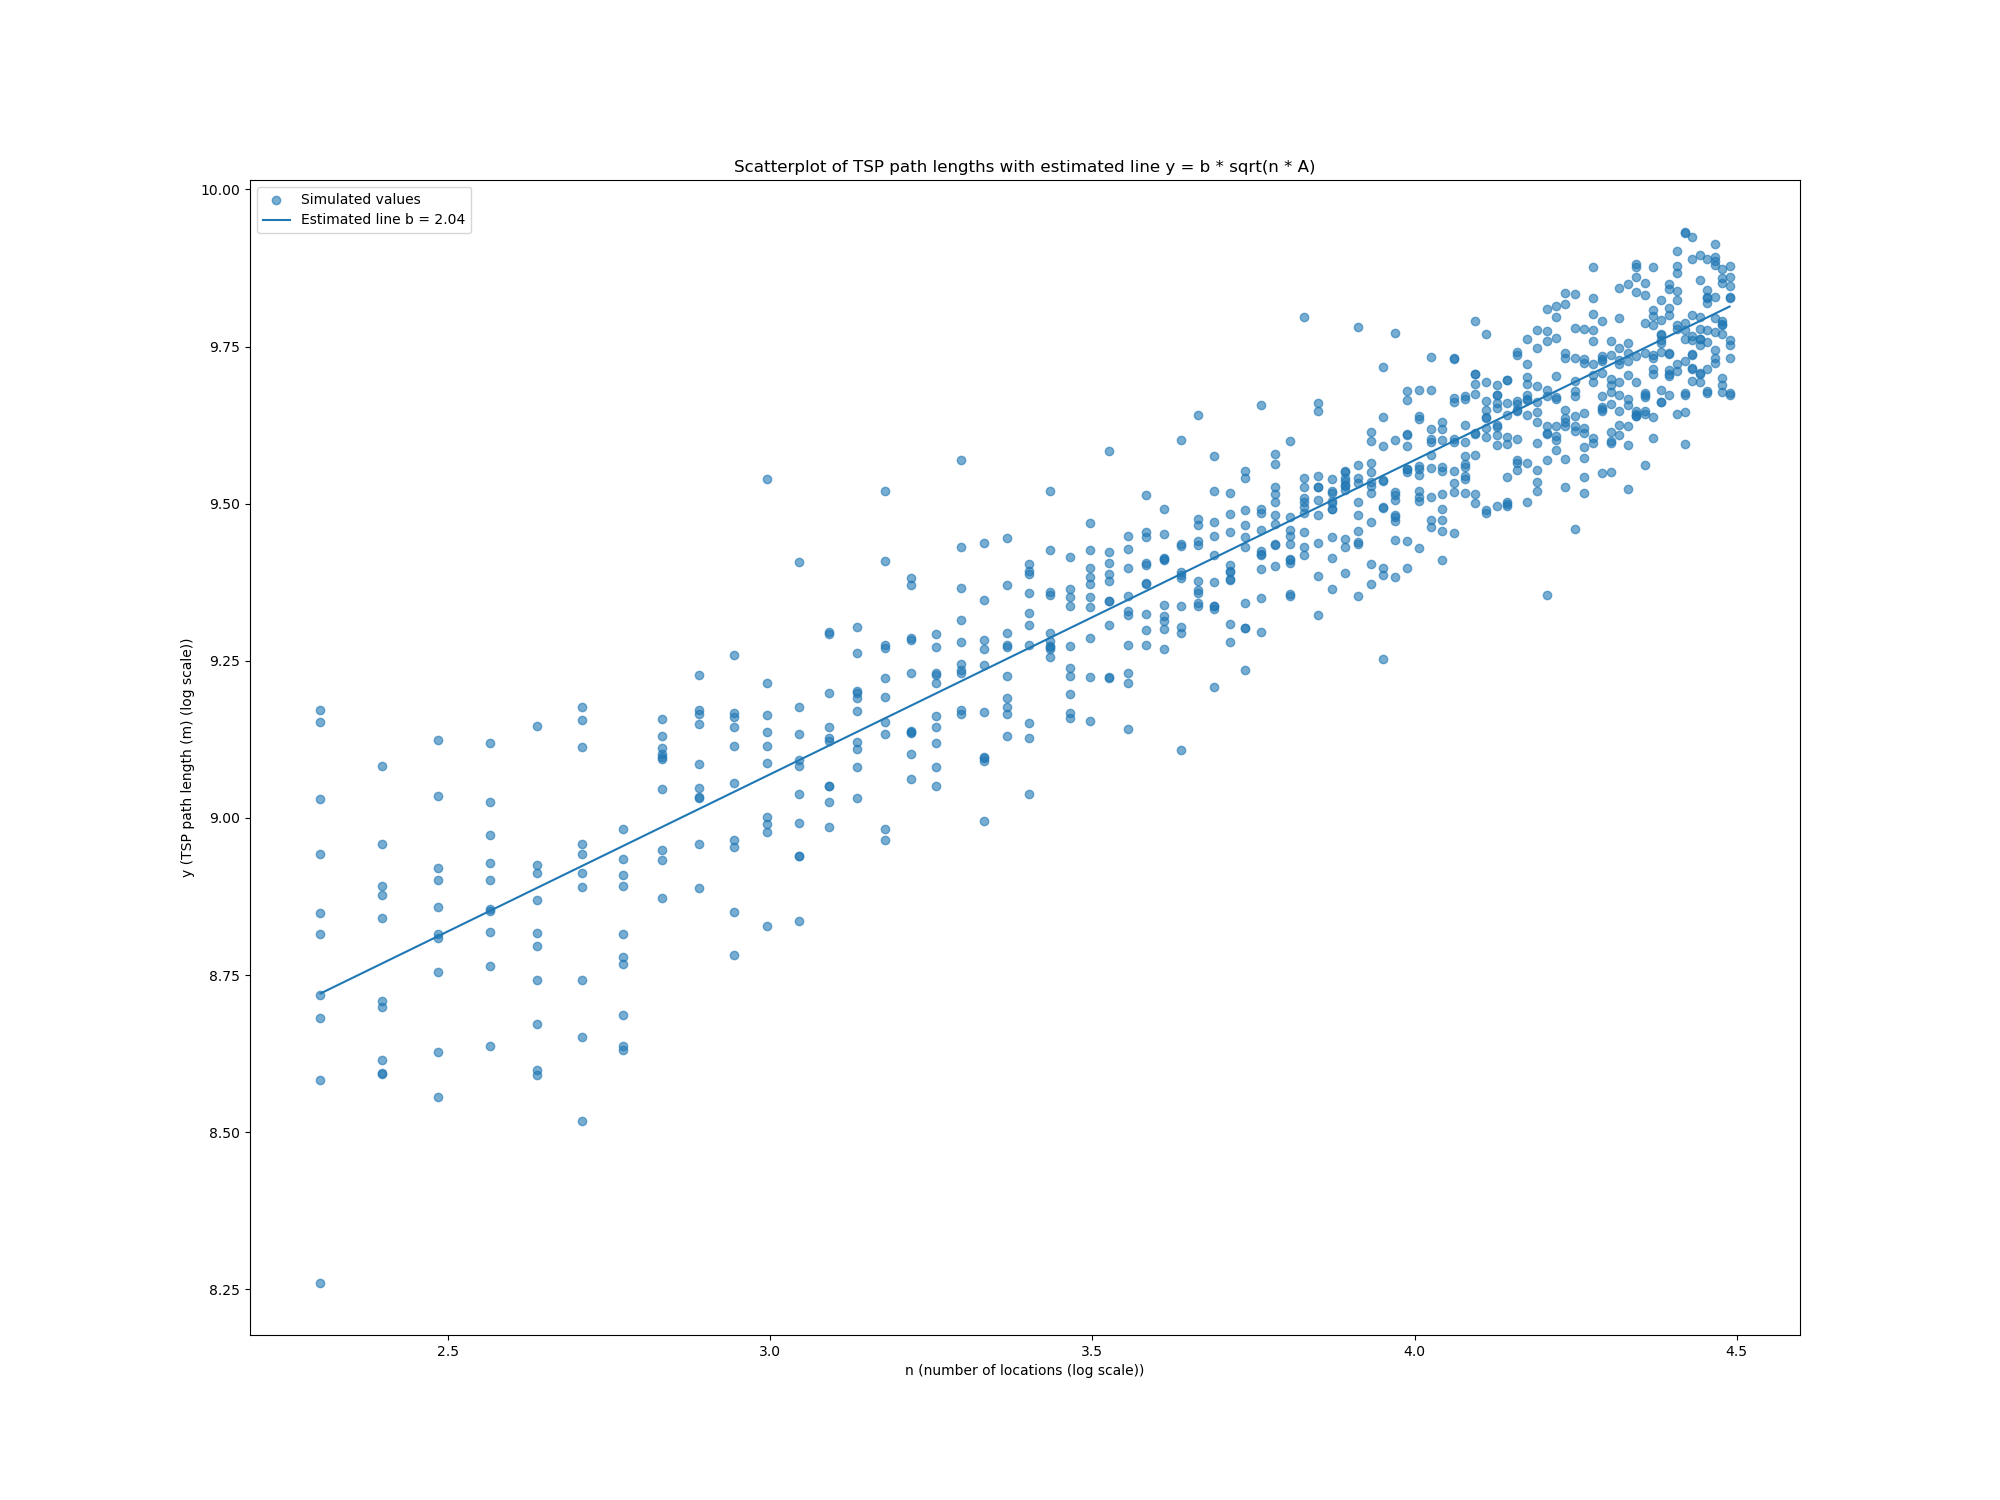 Scatterplot of TSP path lengths with estimated line y = b * sqrt(n * A)
Simulated values
Estimated line b = 2.04
10.00
9.75
9.50
9.25
9.00
8.75
8.50
8.25
y (TSP path length (m) (log scale))
2.5
3.0
3.5
4.0
4.5
n (number of locations (log scale))